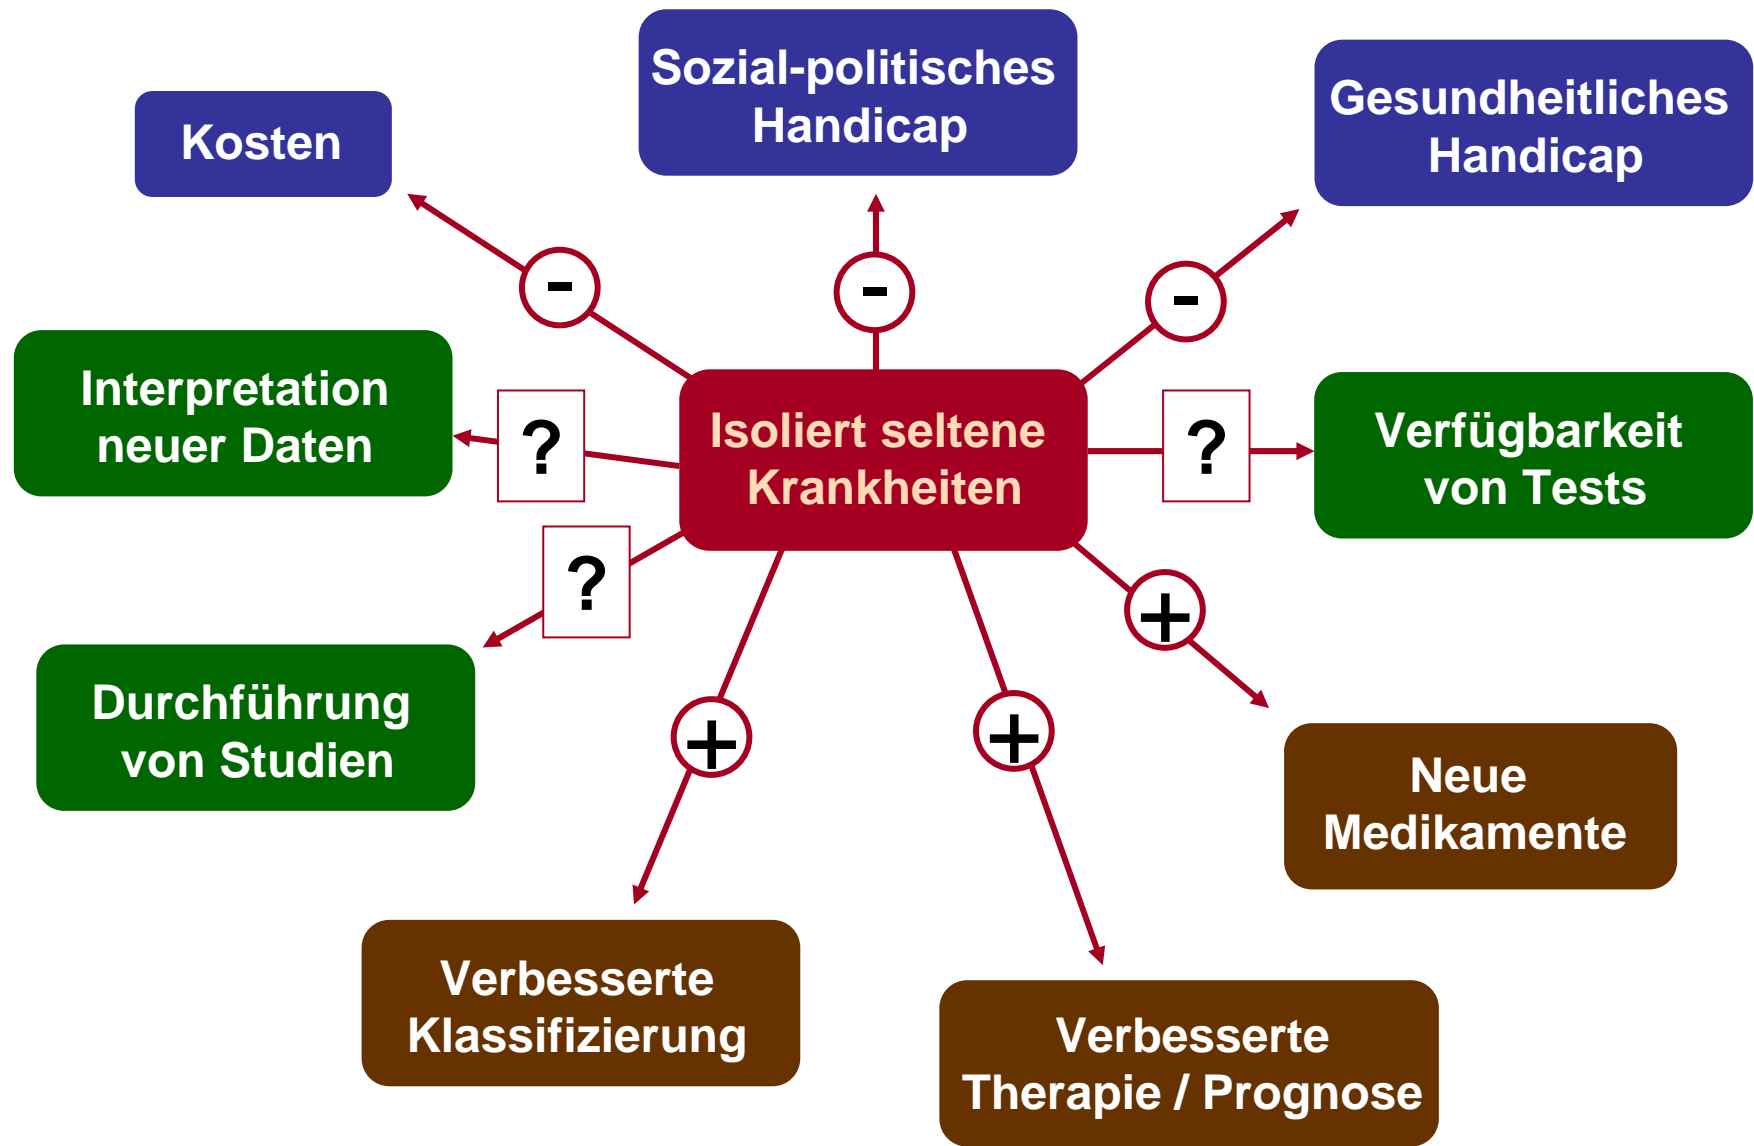 Sozial-politisches
Handicap
Kosten
Gesundheitliches
Handicap
-
-
-
Interpretation
neuer Daten
?
Isoliert seltene
Krankheiten
?
Verfügbarkeit
von Tests
?
Durchführung
von Studien
+
+
+
Neue
Medikamente
Verbesserte
Klassifizierung
Verbesserte
Therapie / Prognose